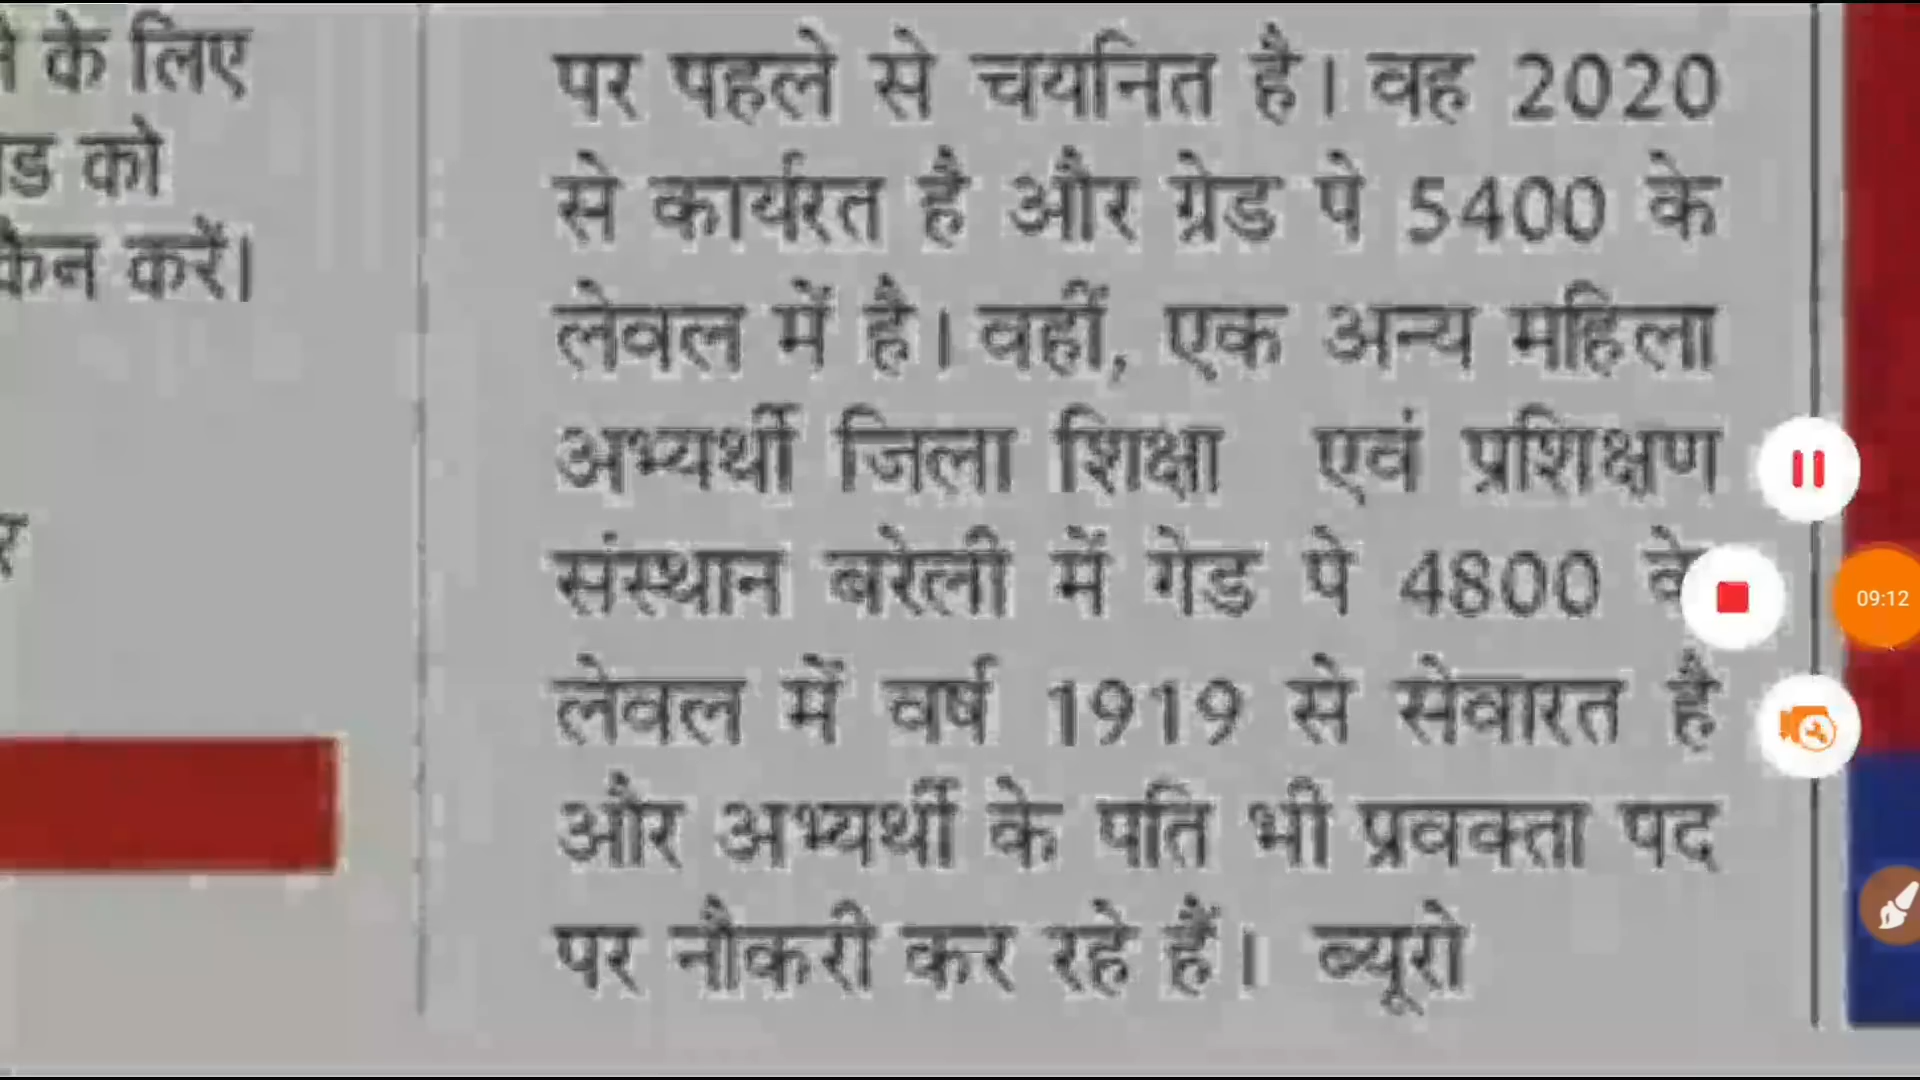 के लिए
को
करें।
पर पहले से चयनित है। वह 2020
से कार्यरत है और ग्रेड पे 5400 के
लेवल में है। वहीं, एक अन्य महिला
अभ्यर्थी जिला शिक्षा एवं प्रशिक्षण
संस्थान बरेली में गेड पे 4800 के
लेवल में वर्ष 1919 से सेवारत है
और अभ्यर्थी के पति भी प्रवक्ता पद
पर नौकरी कर रहे हैं। ब्यूरो
09:12